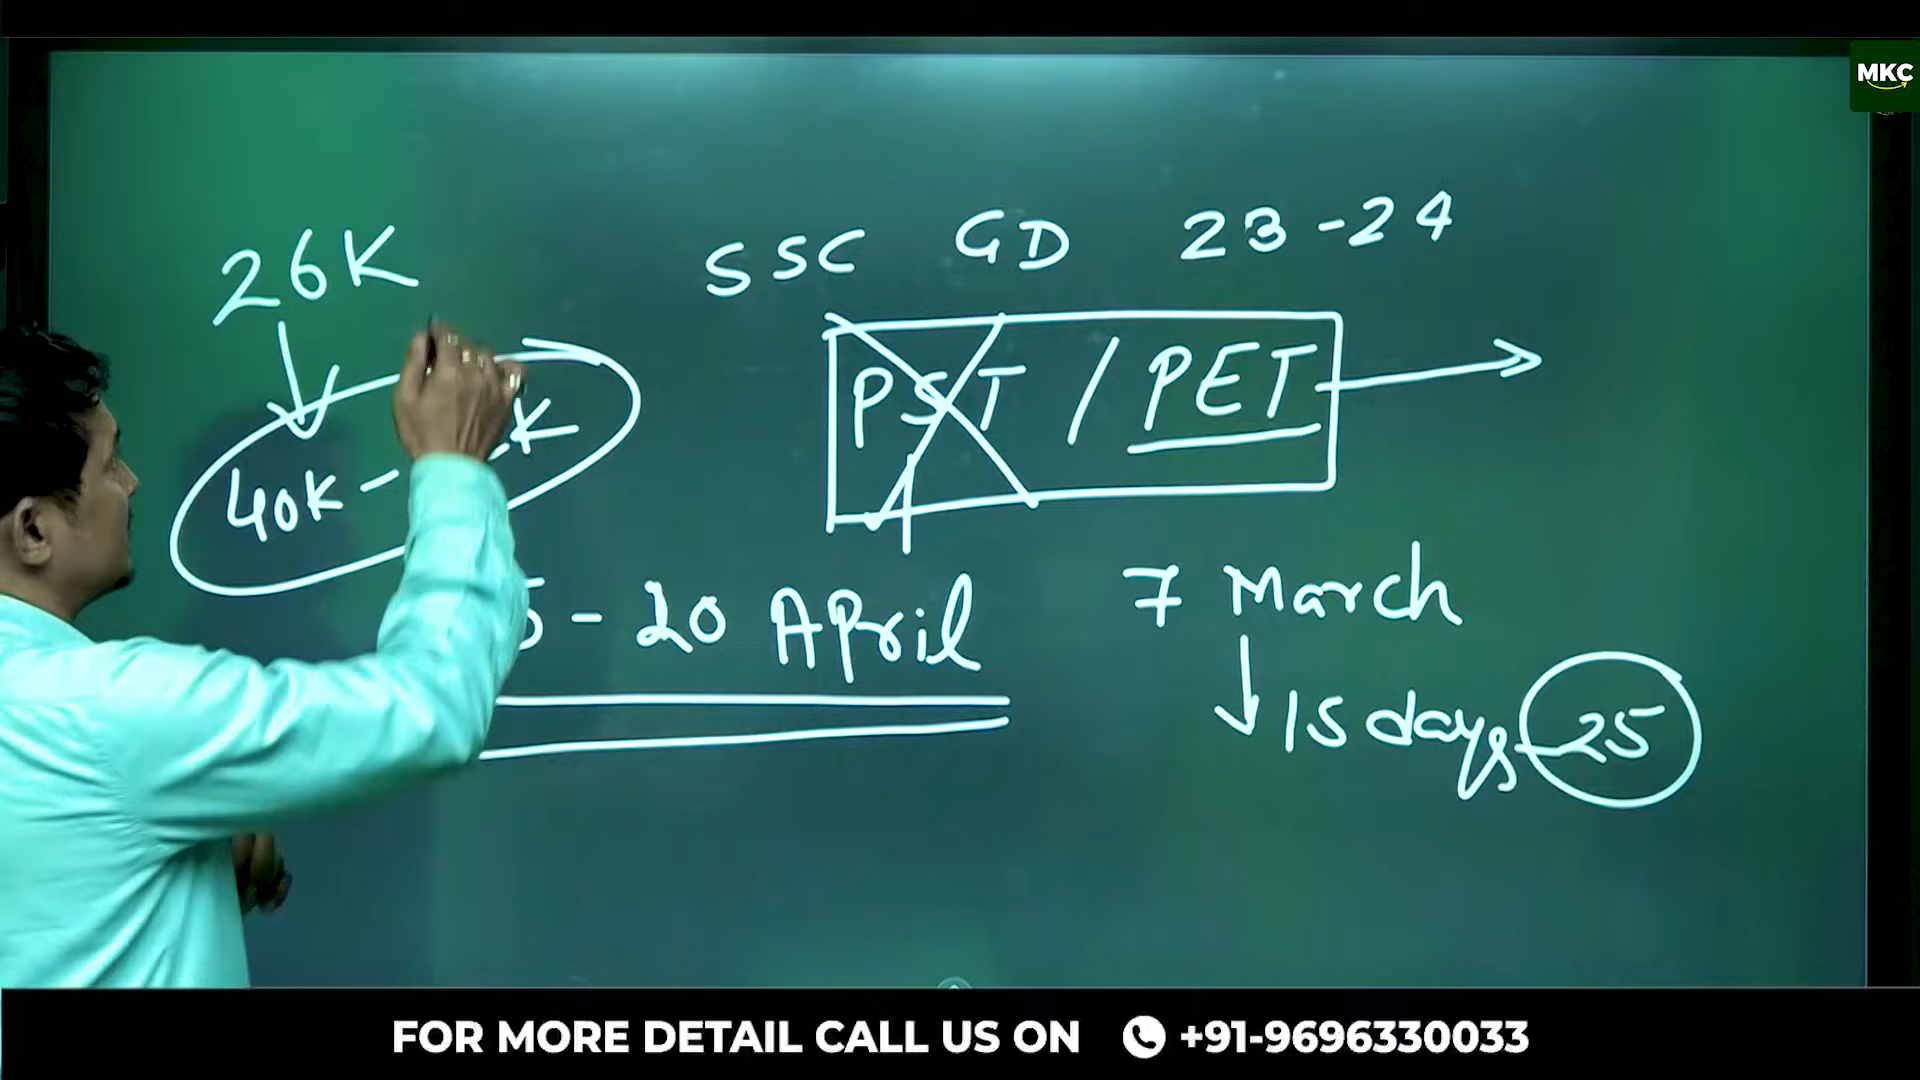 MKC
SSC GD 23-24
26K
PST / PET
40K -
K
5 - 20 April
7 March
15 days 25
FOR MORE DETAIL CALL US ON +91-9696330033